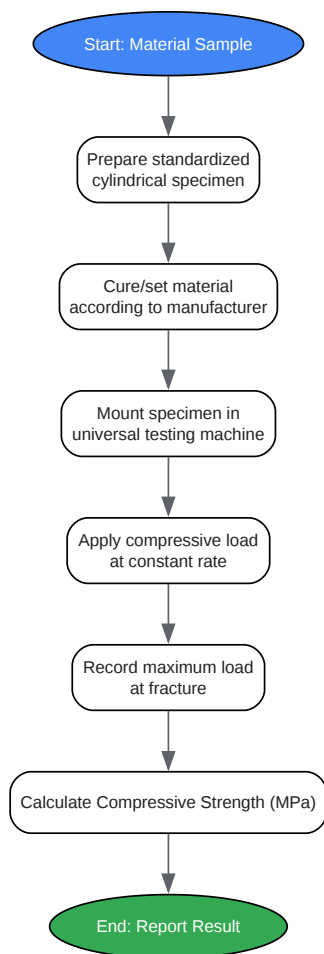 Start: Material Sample
Prepare standardized
cylindrical specimen
Cure/set material
according to manufacturer
Mount specimen in
universal testing machine
Apply compressive load
at constant rate
Record maximum load
at fracture
Calculate Compressive Strength (MPa)
End: Report Result